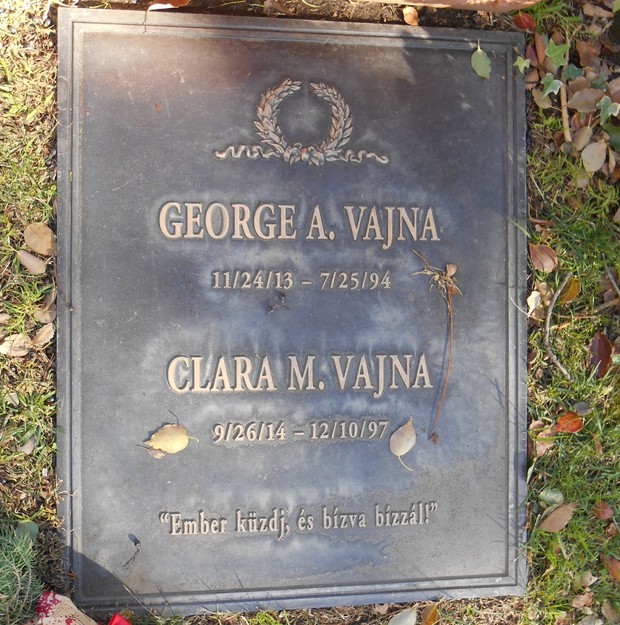 GEORGE A. VAJNA
11/24/13 – 7/25/94
CLARA M. VAJNA
9/26/14 – 12/10/97
“Ember küzdj, és bízva bízzál!”